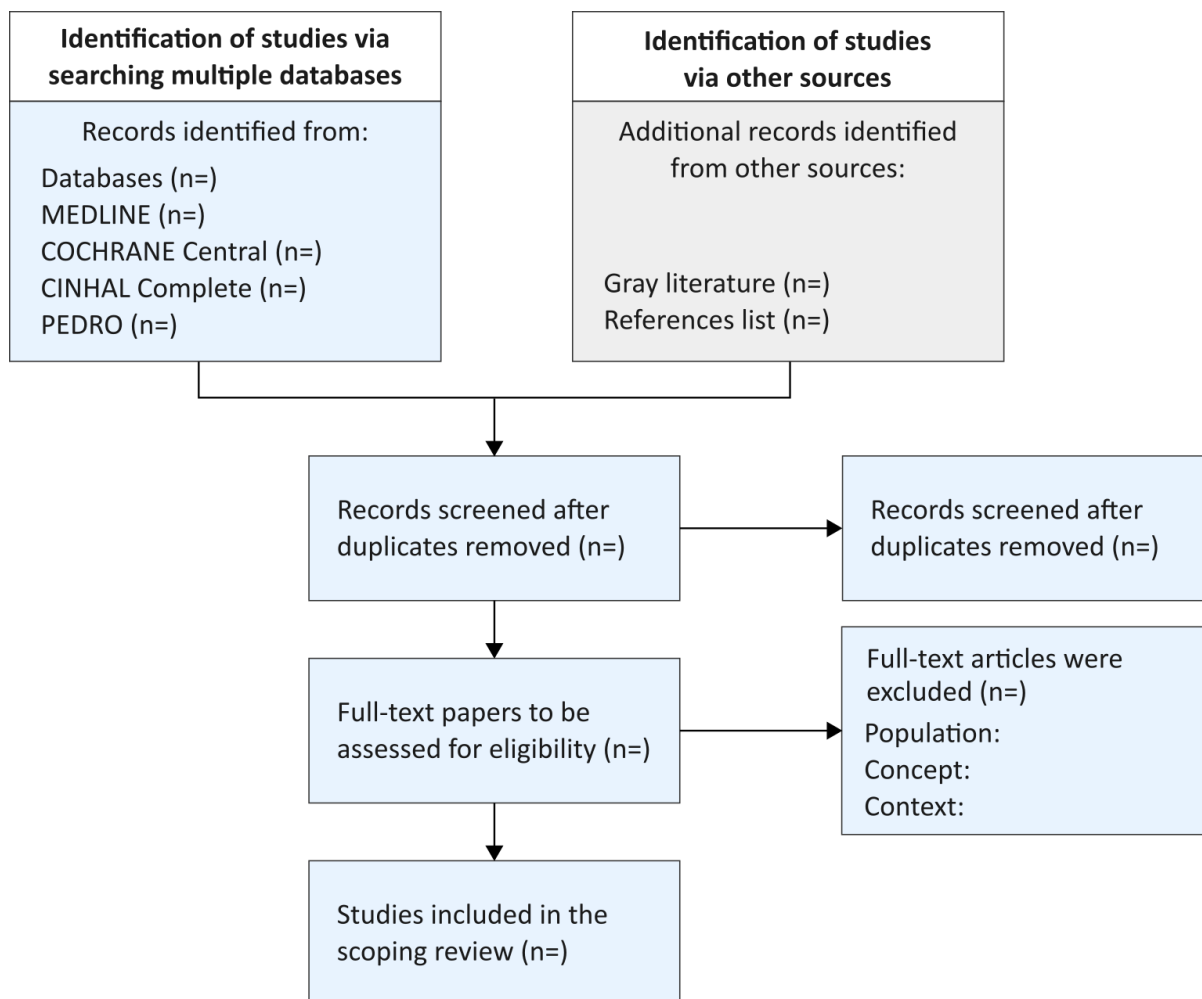 Identification of studies via
searching multiple databases
Records identified from:
Databases (n=)
MEDLINE (n=)
COCHRANE Central (n=)
CINHAL Complete (n=)
PEDRO (n=)
Identification of studies
via other sources
Additional records identified
from other sources:
Gray literature (n=)
References list (n=)
Records screened after
duplicates removed (n=)
Records screened after
duplicates removed (n=)
Full-text papers to be
assessed for eligibility (n=)
Full-text articles were
excluded (n=)
Population:
Concept:
Context:
Studies included in the
scoping review (n=)